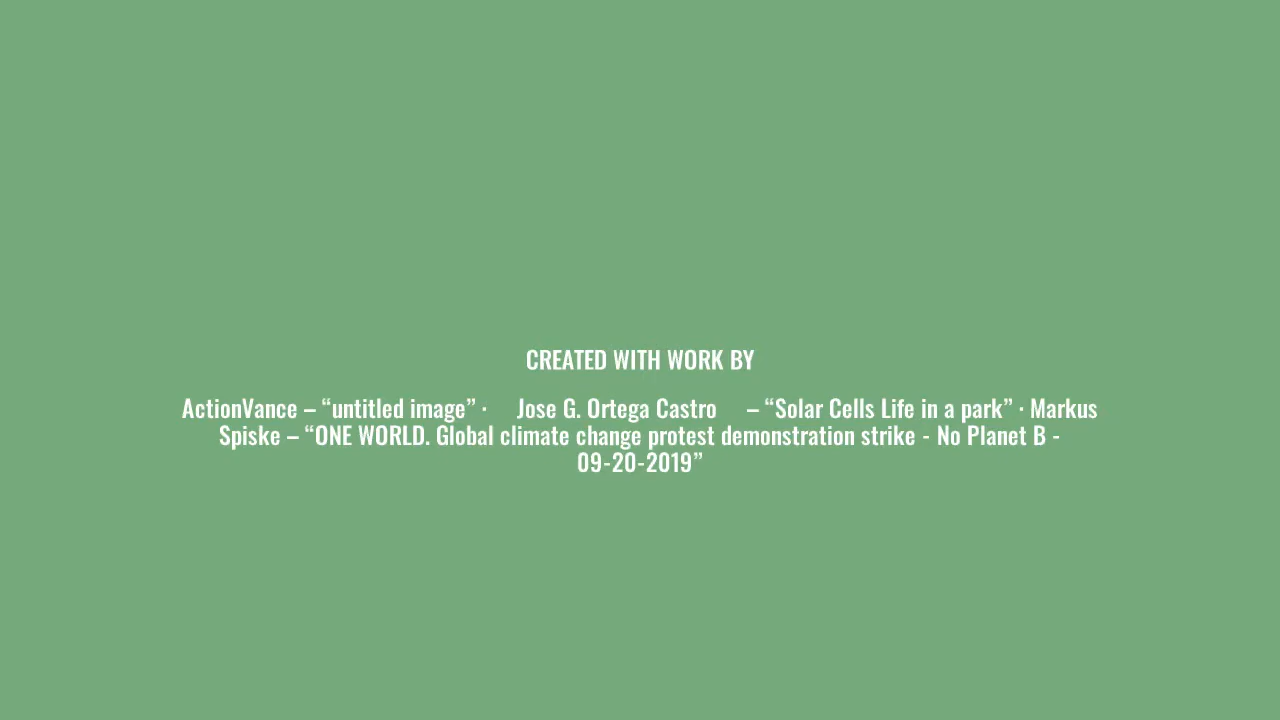 CREATED WITH WORK BY
ActionVance – “untitled image” · Jose G. Ortega Castro – “Solar Cells Life in a park” · Markus
Spiske – “ONE WORLD. Global climate change protest demonstration strike - No Planet B -
09-20-2019”